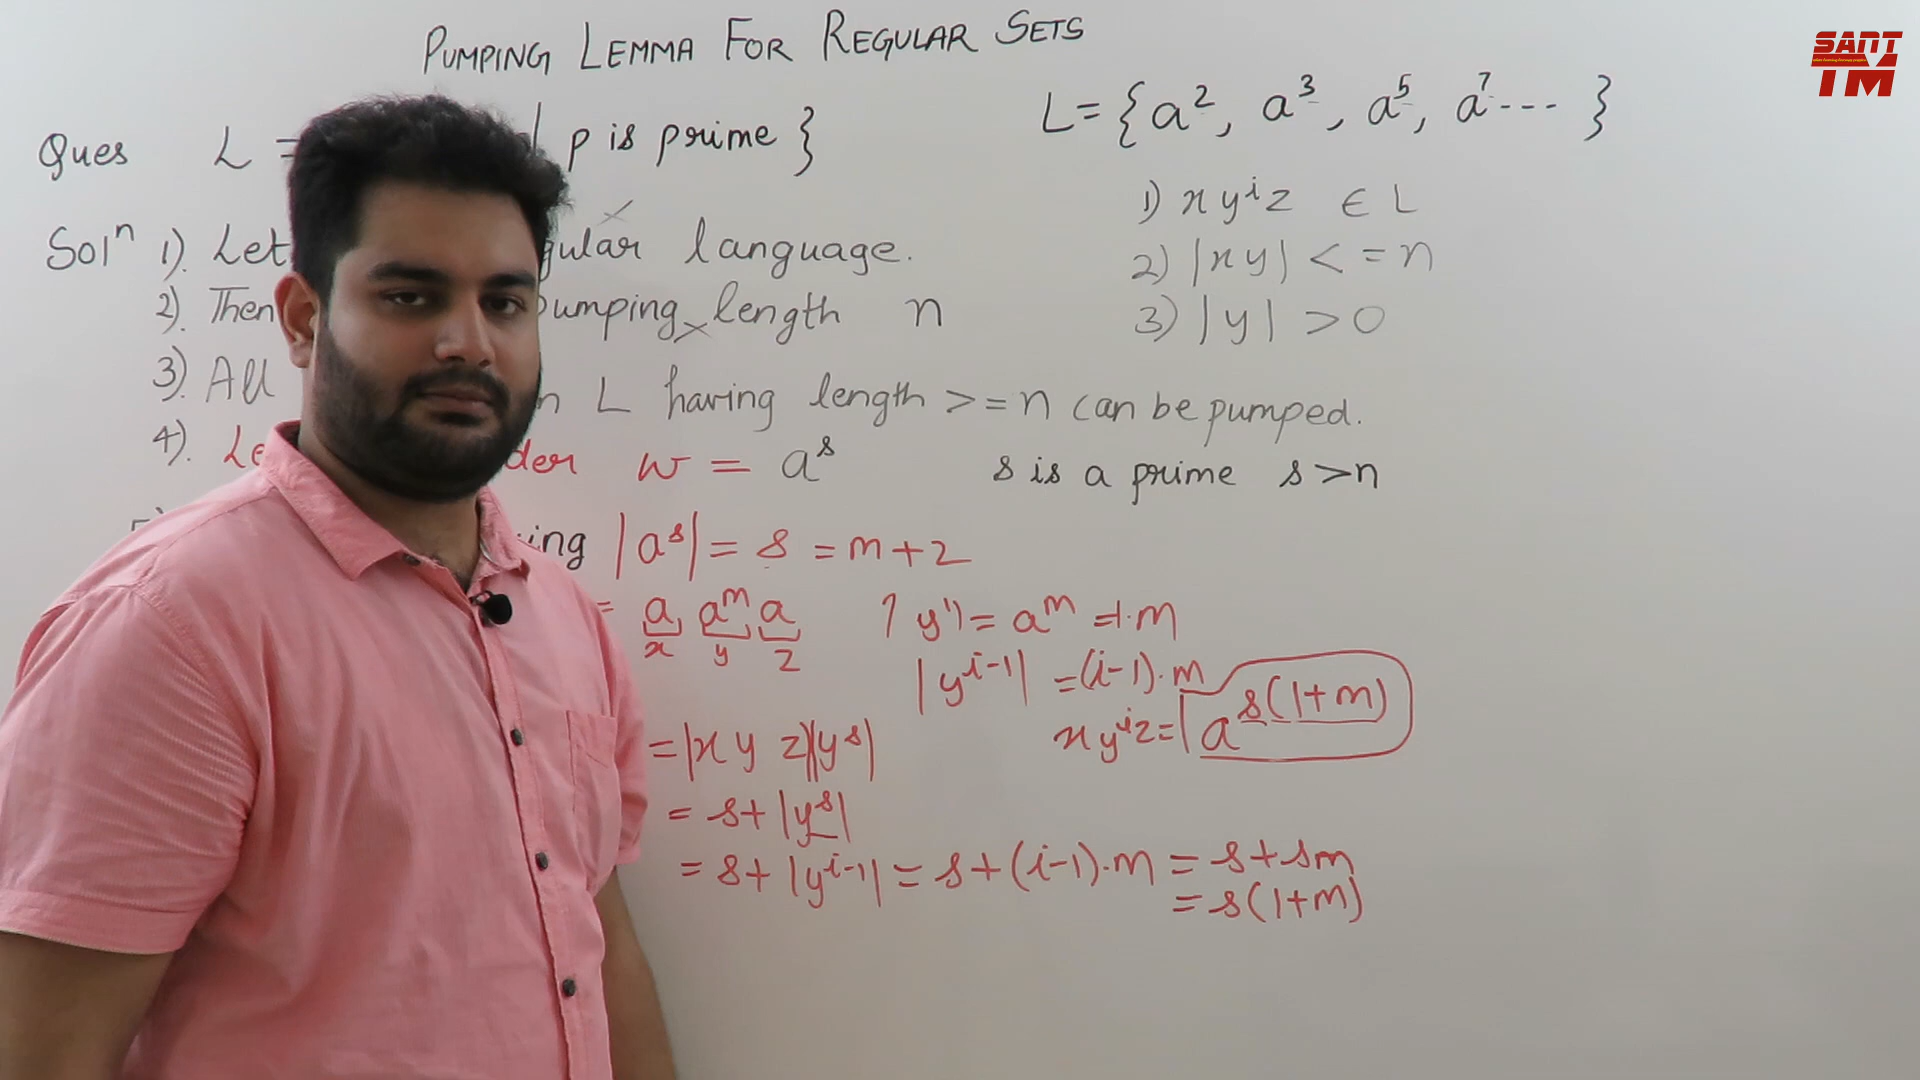 PUMPING LEMMA FOR REGULAR SETS
SANT
TM
Ques L = | p is prime }
L = { a², a³, a⁵, a⁷ --- }
Solⁿ 1). Let gular language.
2). Then pumping length n
3). All in L having length >= n can be pumped.
4). Le der w = aˢ s is a prime s > n
1) x yⁱ z ∈ L
2) | x y | < = n
3) | y | > 0
ing |aˢ| = s = m + 2
= a aᵐ a
x y z
y¹) = aᵐ = 1·m
|yⁱ⁻¹| = (i-1)·m
x yⁱ z = a^s(1+m)
= |x y z||yˢ|
= s + |yˢ|
= s + |yⁱ⁻¹| = s + (i-1)·m = s + sm
= s(1+m)